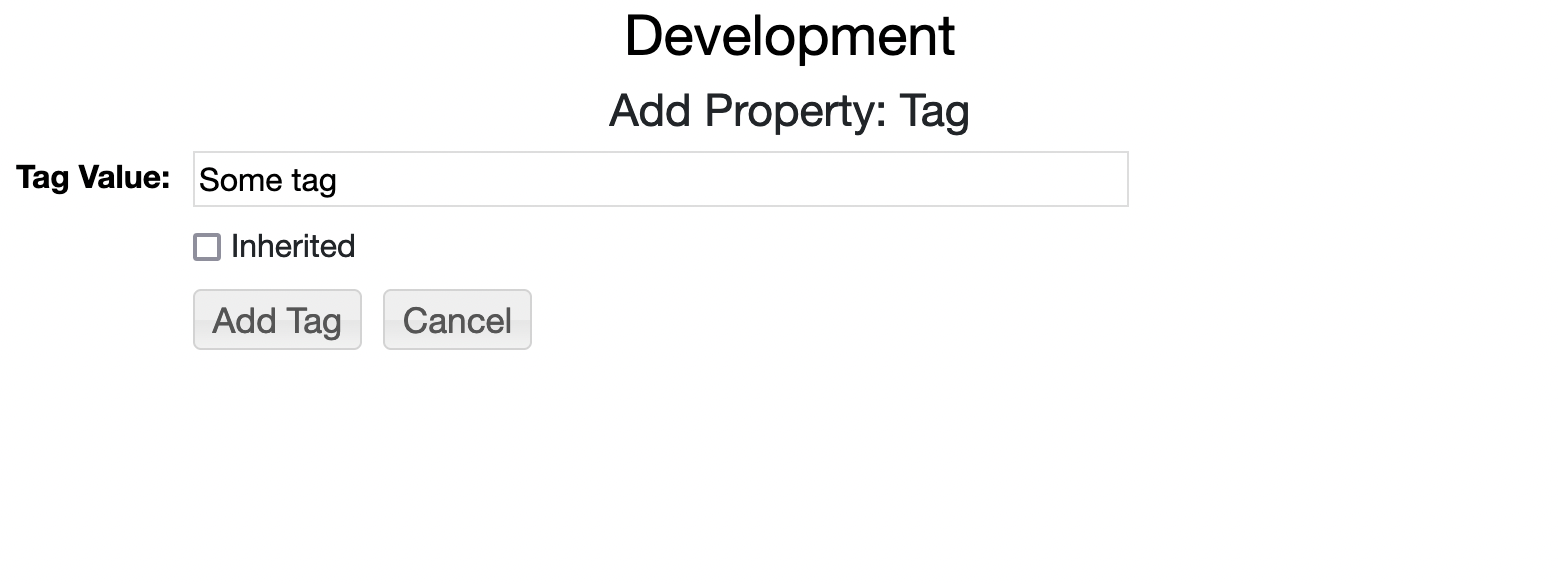 Development
Add Property: Tag
Tag Value: Some tag
Inherited
Add Tag Cancel